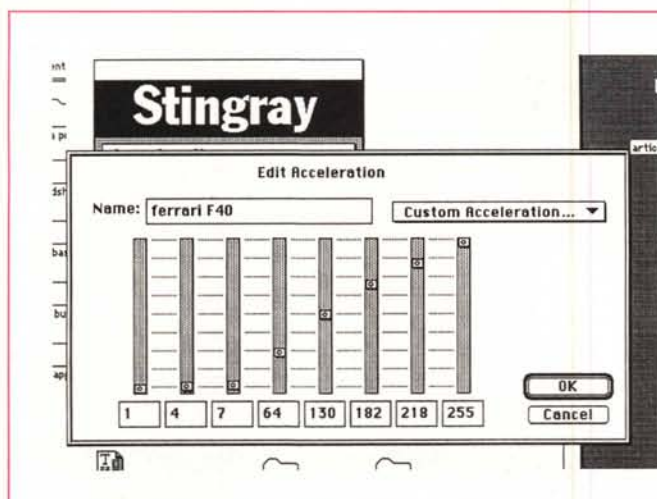 Stingray
Edit Acceleration
Name: ferrari F40
Custom Acceleration...
1 4 7 64 130 182 218 255
OK
Cancel